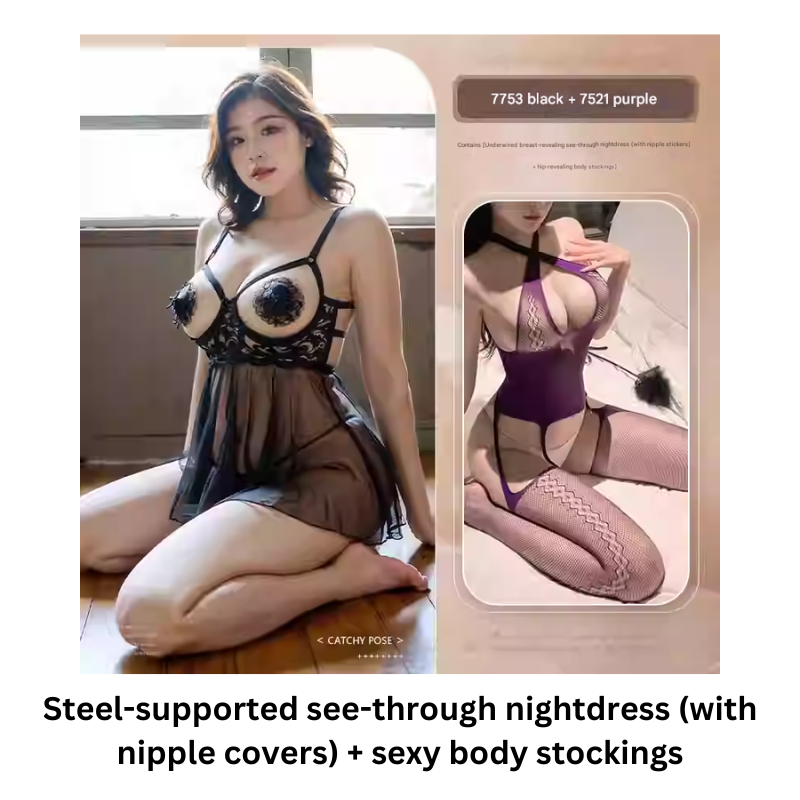 7753 black + 7521 purple
Contains [Underwired breast-revealing see-through nightdress (with nipple stickers)
+ hip-revealing body stockings]
< CATCHY POSE >
Steel-supported see-through nightdress (with
nipple covers) + sexy body stockings